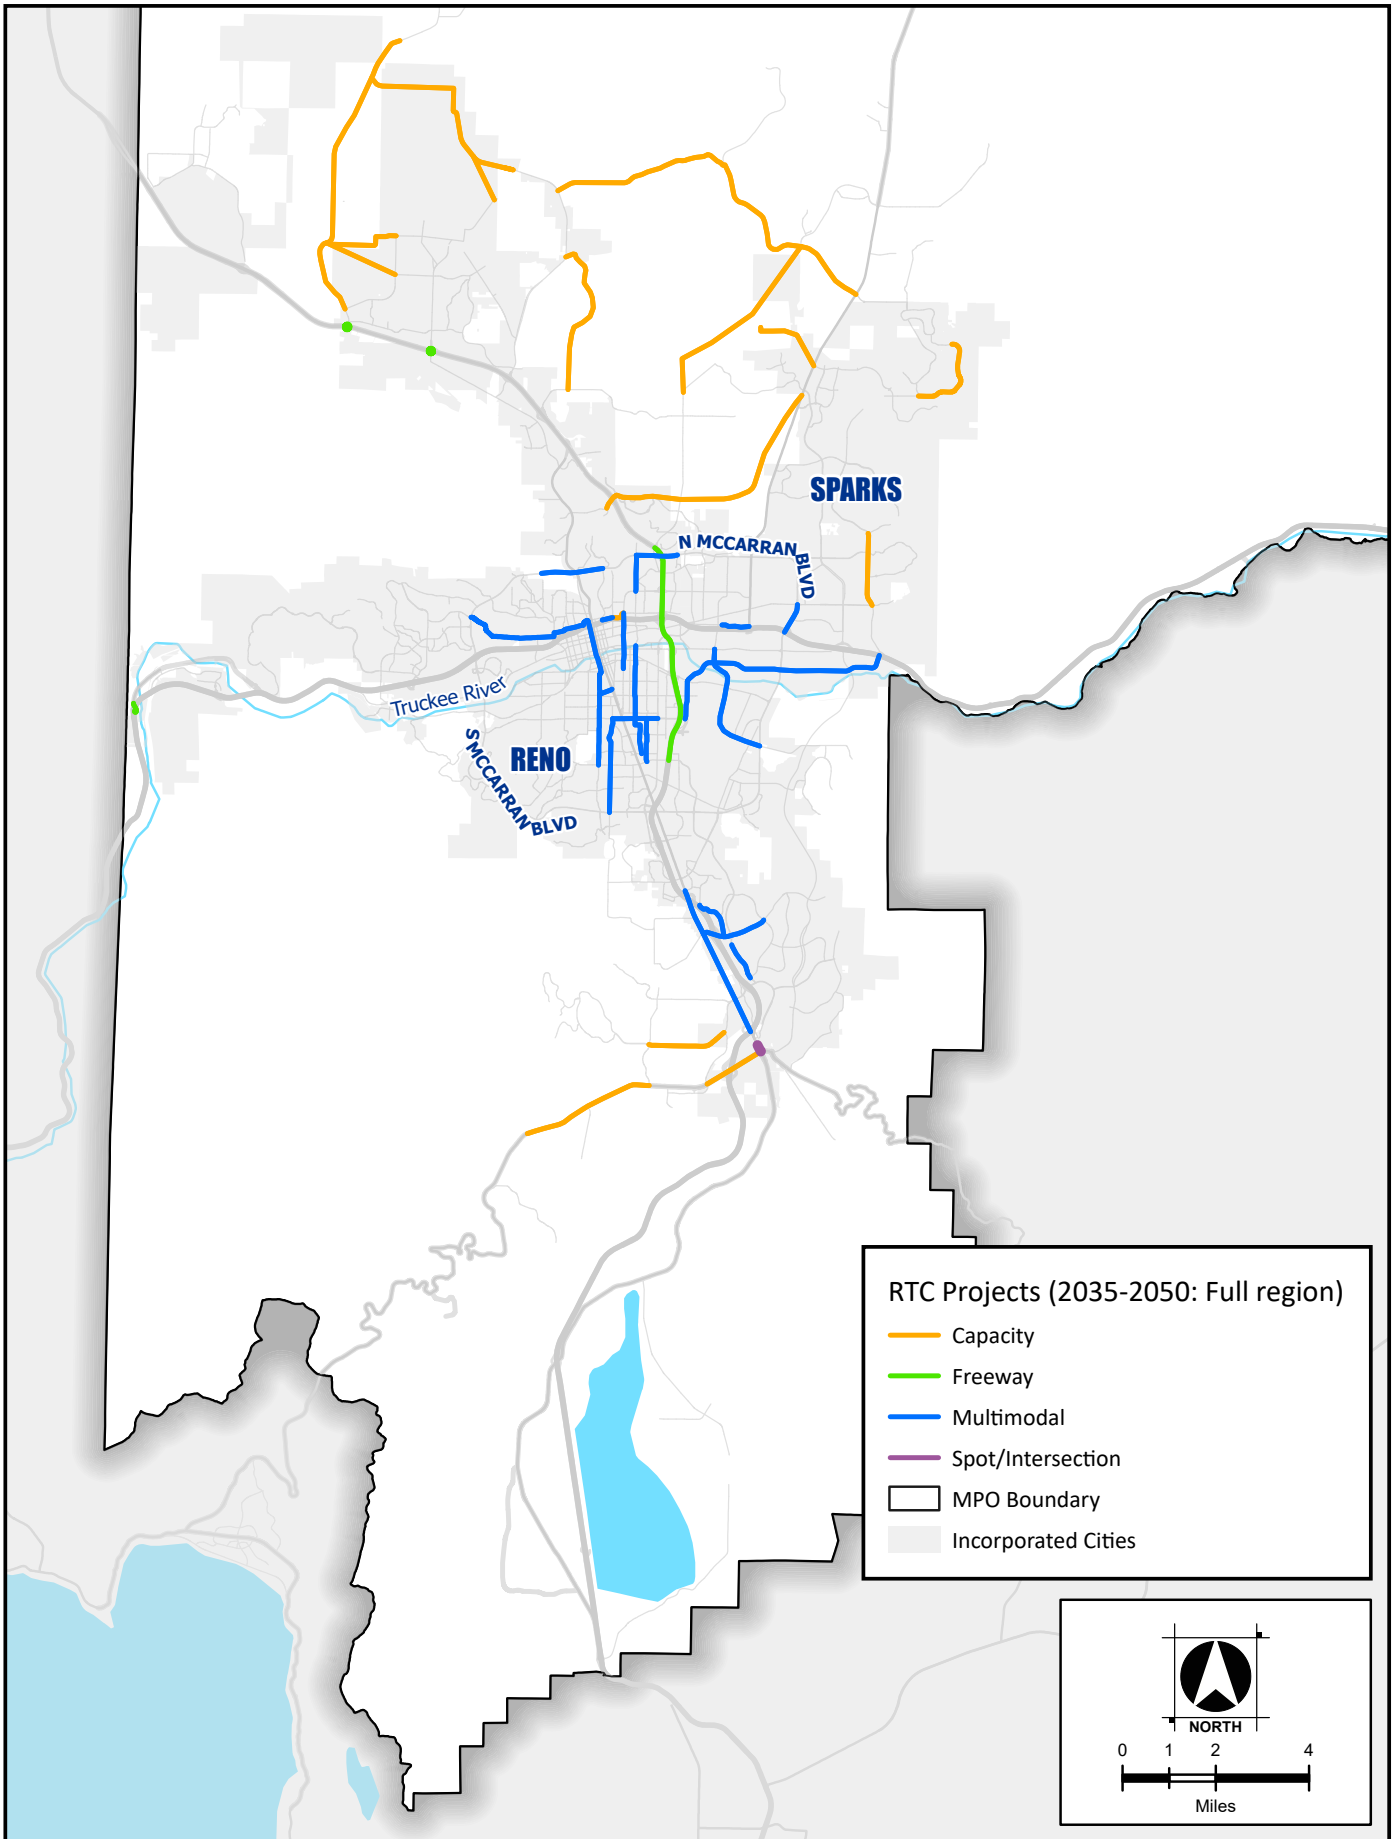 SPARKS
N MCCARRAN BLVD
Truckee River
RENO
S MCCARRAN BLVD
RTC Projects (2035-2050: Full region)
Capacity
Freeway
Multimodal
Spot/Intersection
MPO Boundary
Incorporated Cities
NORTH
0 1 2 4
Miles